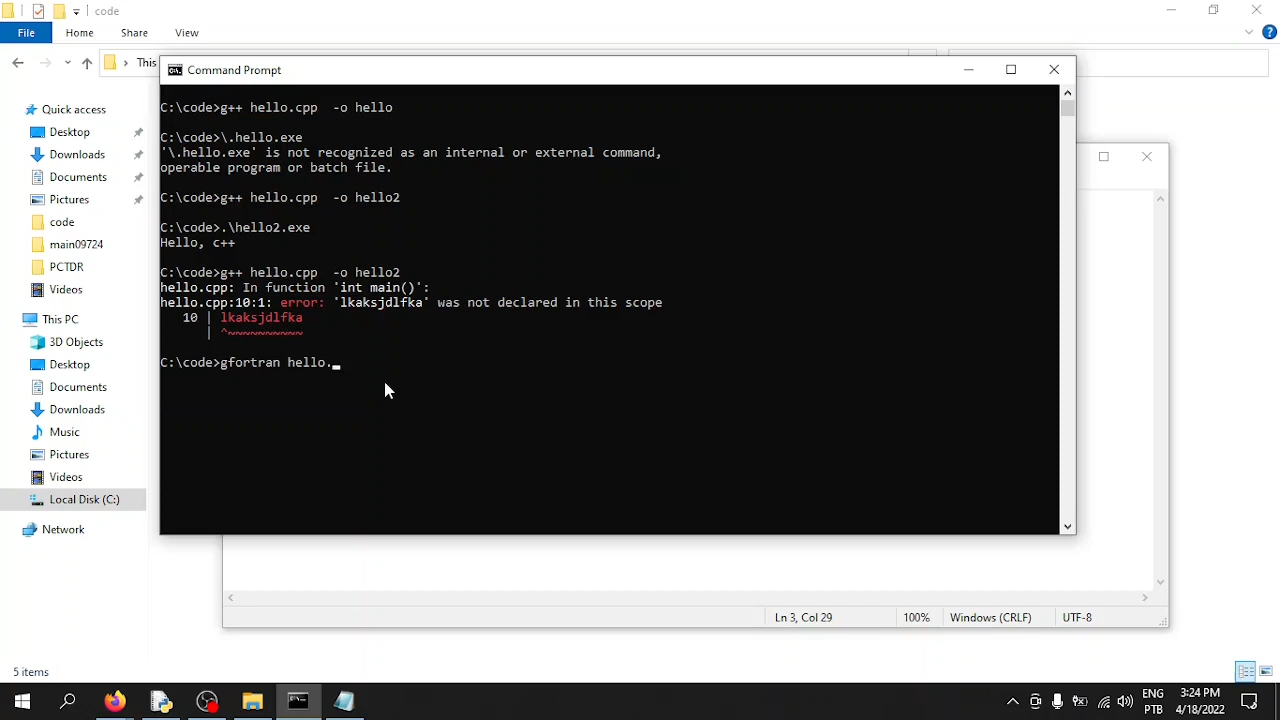 code
File Home Share View
This
Command Prompt
C:\code>g++ hello.cpp  -o hello
C:\code>\.hello.exe
'\.hello.exe' is not recognized as an internal or external command,
operable program or batch file.
C:\code>g++ hello.cpp  -o hello2
C:\code>.\hello2.exe
Hello, c++
C:\code>g++ hello.cpp  -o hello2
hello.cpp: In function 'int main()':
hello.cpp:10:1: error: 'lkaksjdlfka' was not declared in this scope
10 | lkaksjdlfka
| ^~~~~~~~~~~
C:\code>gfortran hello._
Quick access
Desktop
Downloads
Documents
Pictures
code
main09724
PCTDR
Videos
This PC
3D Objects
Desktop
Documents
Downloads
Music
Pictures
Videos
Local Disk (C:)
Network
Ln 3, Col 29 100% Windows (CRLF) UTF-8
5 items
ENG 3:24 PM
PTB 4/18/2022